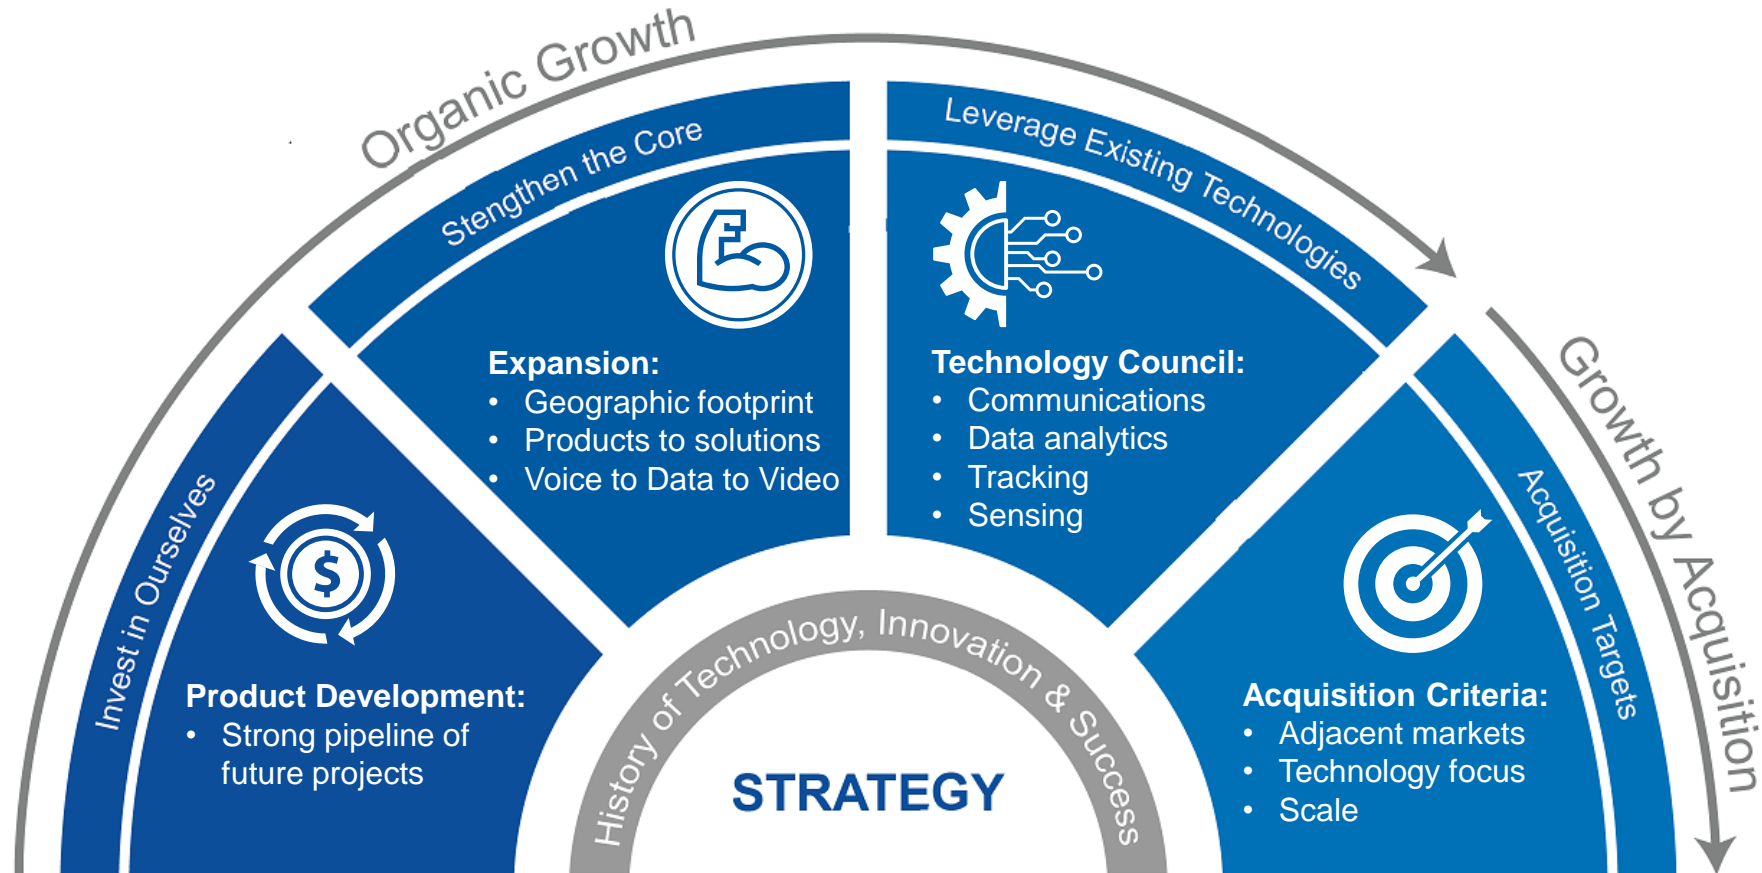 Organic Growth
Growth by Acquisition
Invest in Ourselves
Product Development:
• Strong pipeline of
future projects
Stengthen the Core
Expansion:
• Geographic footprint
• Products to solutions
• Voice to Data to Video
Leverage Existing Technologies
Technology Council:
• Communications
• Data analytics
• Tracking
• Sensing
Acquisition Targets
Acquisition Criteria:
• Adjacent markets
• Technology focus
• Scale
History of Technology, Innovation & Success
STRATEGY
$